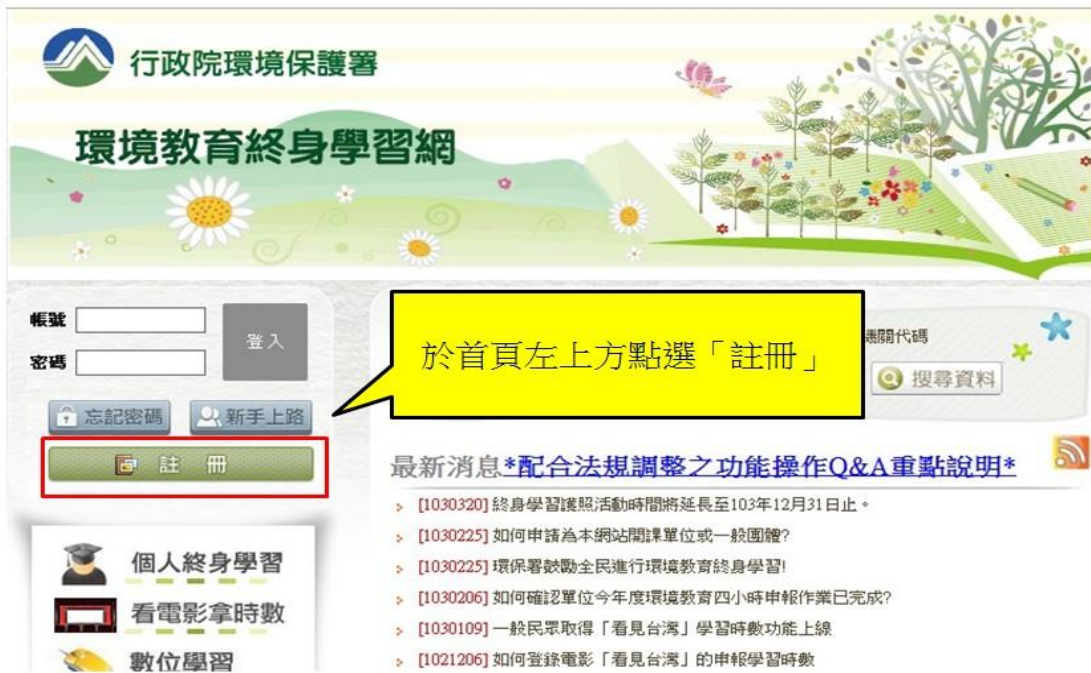 行政院環境保護署
環境教育終身學習網
帳號
密碼
登入
忘記密碼
新手上路
註冊
個人終身學習
看電影拿時數
數位學習
於首頁左上方點選「註冊」
機關代碼
搜尋資料
最新消息*配合法規調整之功能操作Q&A重點說明*
[1030320] 終身學習護照活動時間將延長至103年12月31日止。
[1030225] 如何申請為本網站開課單位或一般團體?
[1030225] 環保署鼓勵全民進行環境教育終身學習!
[1030206] 如何確認單位今年度環境教育四小時申報作業已完成?
[1030109] 一般民眾取得「看見台灣」學習時數功能上線
[1021206] 如何登錄電影「看見台灣」的申報學習時數